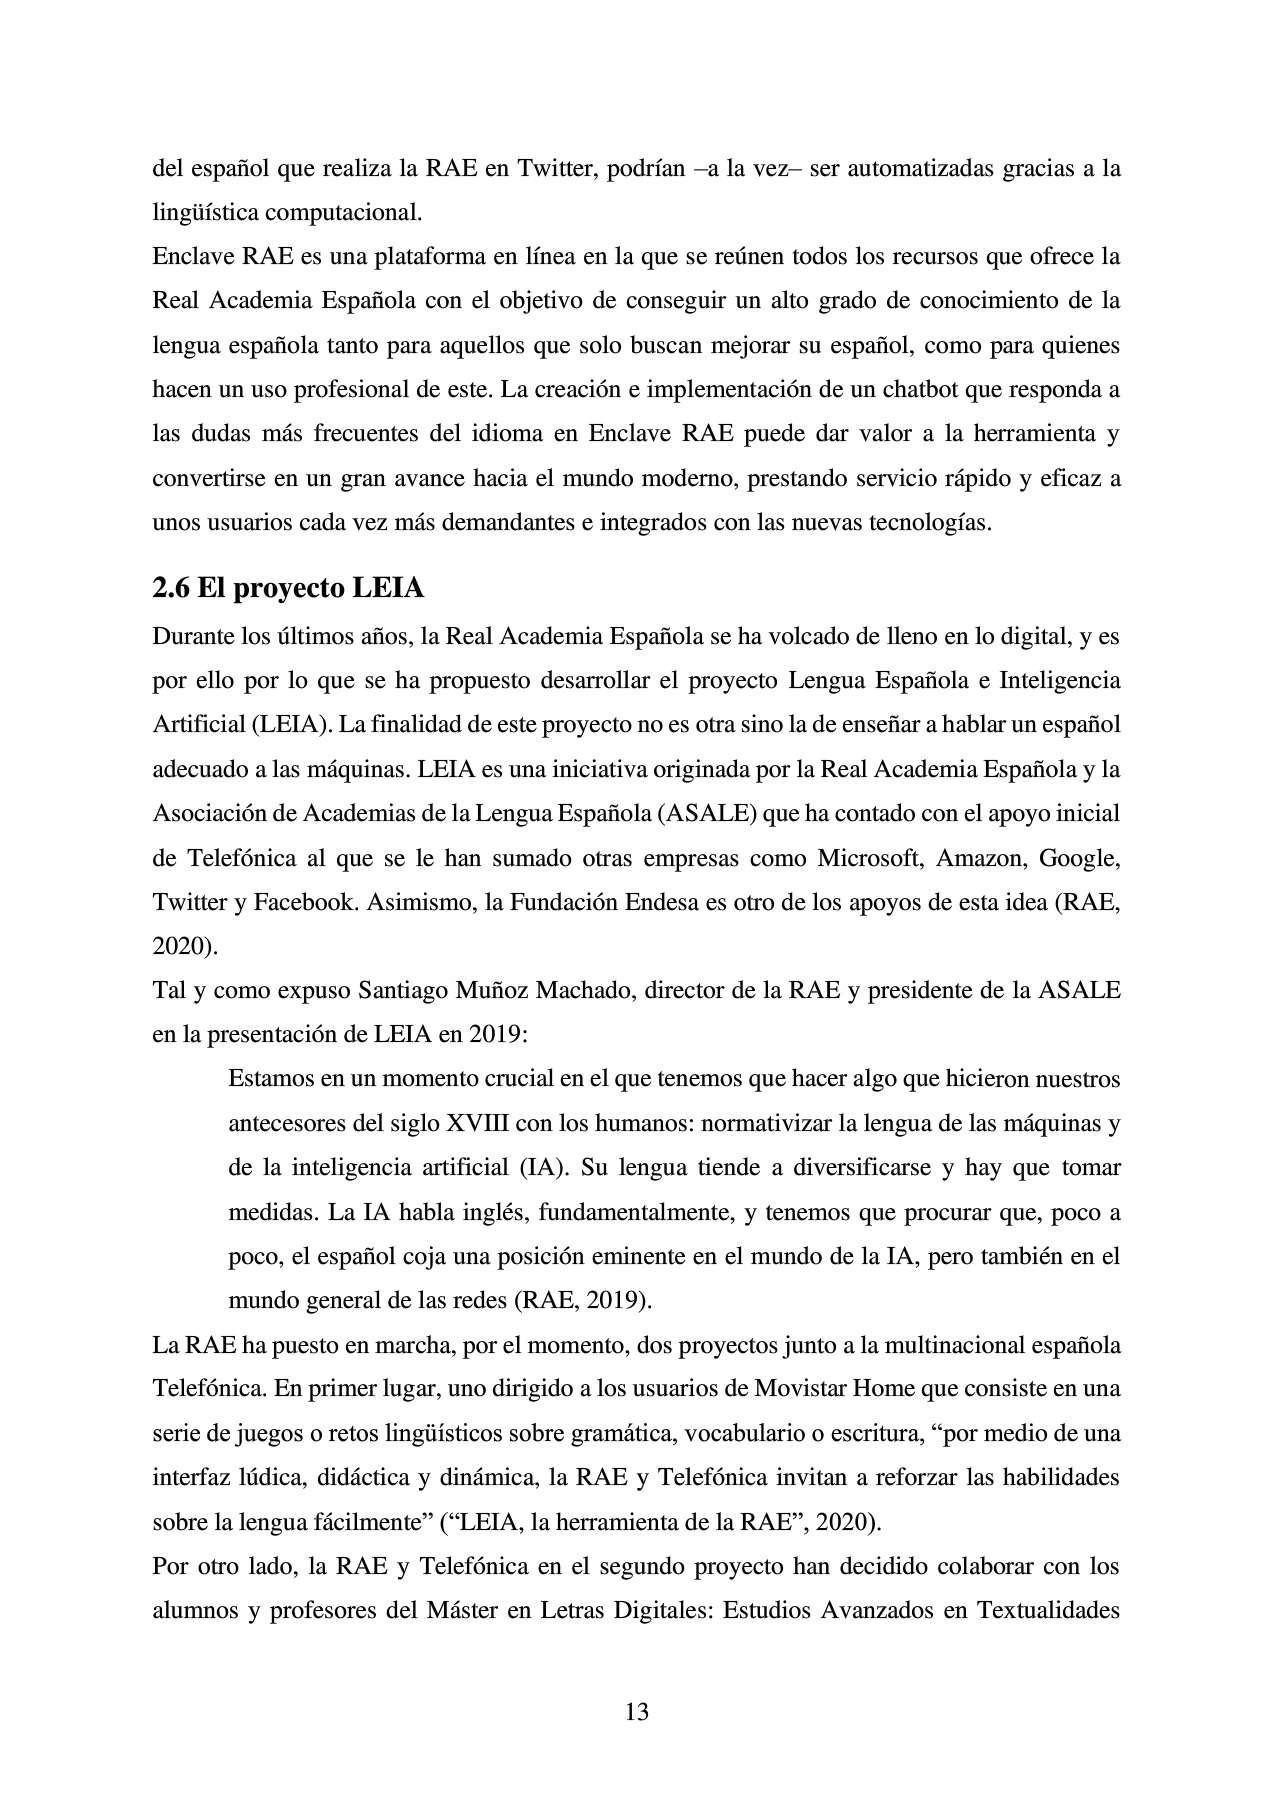 del español que realiza la RAE en Twitter, podrían –a la vez– ser automatizadas gracias a la
lingüística computacional.
Enclave RAE es una plataforma en línea en la que se reúnen todos los recursos que ofrece la
Real Academia Española con el objetivo de conseguir un alto grado de conocimiento de la
lengua española tanto para aquellos que solo buscan mejorar su español, como para quienes
hacen un uso profesional de este. La creación e implementación de un chatbot que responda a
las dudas más frecuentes del idioma en Enclave RAE puede dar valor a la herramienta y
convertirse en un gran avance hacia el mundo moderno, prestando servicio rápido y eficaz a
unos usuarios cada vez más demandantes e integrados con las nuevas tecnologías.
2.6 El proyecto LEIA
Durante los últimos años, la Real Academia Española se ha volcado de lleno en lo digital, y es
por ello por lo que se ha propuesto desarrollar el proyecto Lengua Española e Inteligencia
Artificial (LEIA). La finalidad de este proyecto no es otra sino la de enseñar a hablar un español
adecuado a las máquinas. LEIA es una iniciativa originada por la Real Academia Española y la
Asociación de Academias de la Lengua Española (ASALE) que ha contado con el apoyo inicial
de Telefónica al que se le han sumado otras empresas como Microsoft, Amazon, Google,
Twitter y Facebook. Asimismo, la Fundación Endesa es otro de los apoyos de esta idea (RAE,
2020).
Tal y como expuso Santiago Muñoz Machado, director de la RAE y presidente de la ASALE
en la presentación de LEIA en 2019:
Estamos en un momento crucial en el que tenemos que hacer algo que hicieron nuestros
antecesores del siglo XVIII con los humanos: normativizar la lengua de las máquinas y
de la inteligencia artificial (IA). Su lengua tiende a diversificarse y hay que tomar
medidas. La IA habla inglés, fundamentalmente, y tenemos que procurar que, poco a
poco, el español coja una posición eminente en el mundo de la IA, pero también en el
mundo general de las redes (RAE, 2019).
La RAE ha puesto en marcha, por el momento, dos proyectos junto a la multinacional española
Telefónica. En primer lugar, uno dirigido a los usuarios de Movistar Home que consiste en una
serie de juegos o retos lingüísticos sobre gramática, vocabulario o escritura, “por medio de una
interfaz lúdica, didáctica y dinámica, la RAE y Telefónica invitan a reforzar las habilidades
sobre la lengua fácilmente” (“LEIA, la herramienta de la RAE”, 2020).
Por otro lado, la RAE y Telefónica en el segundo proyecto han decidido colaborar con los
alumnos y profesores del Máster en Letras Digitales: Estudios Avanzados en Textualidades
13